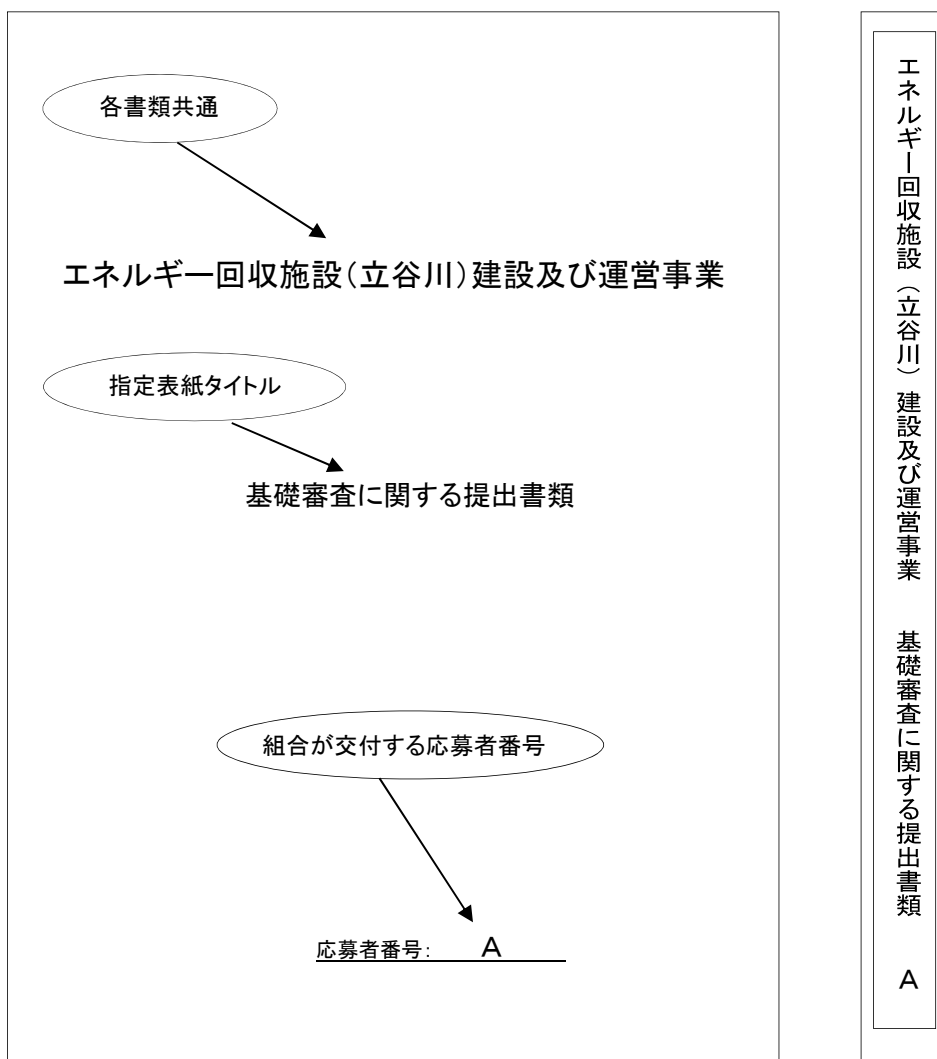 各書類共通
エネルギー回収施設（立谷川）建設及び運営事業
指定表紙タイトル
基礎審査に関する提出書類
組合が交付する応募者番号
応募者番号： A
エネルギー回収施設（立谷川）建設及び運営事業 基礎審査に関する提出書類 A